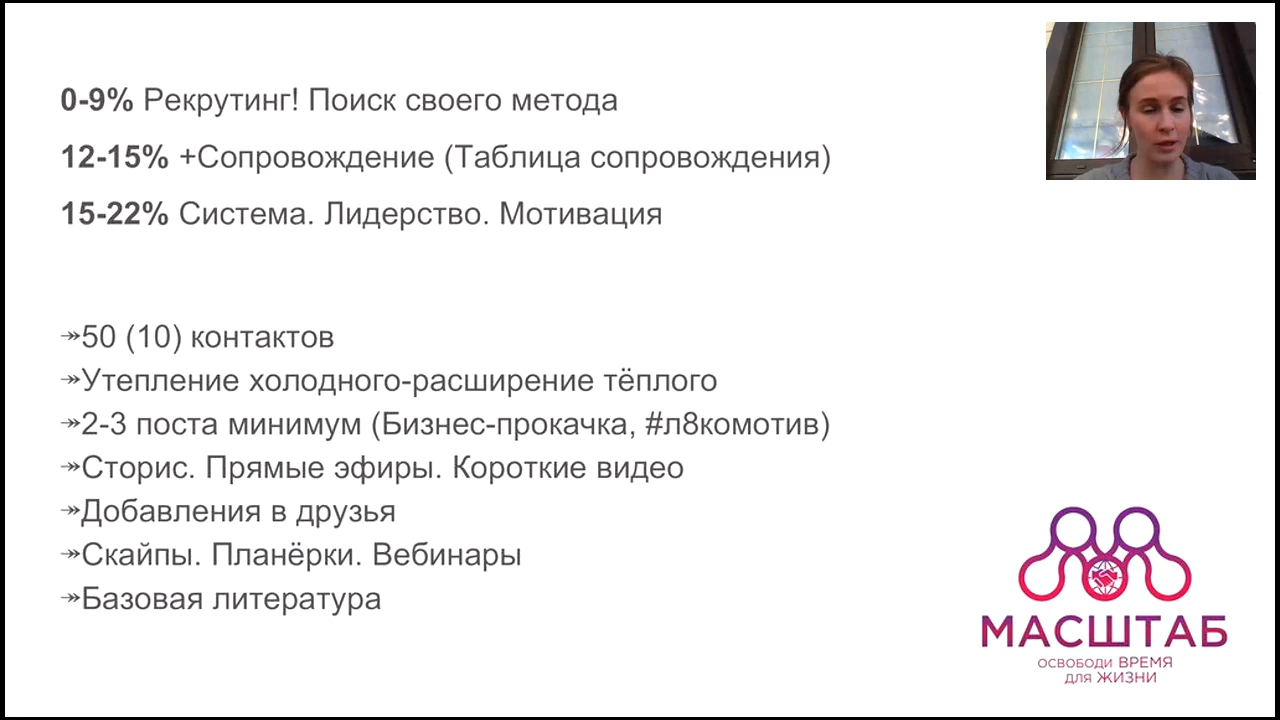 0-9% Рекрутинг! Поиск своего метода
12-15% +Сопровождение (Таблица сопровождения)
15-22% Система. Лидерство. Мотивация
↠50 (10) контактов
↠Утепление холодного-расширение тёплого
↠2-3 поста минимум (Бизнес-прокачка, #л8комотив)
↠Сторис. Прямые эфиры. Короткие видео
↠Добавления в друзья
↠Скайпы. Планёрки. Вебинары
↠Базовая литература
МАСШТАБ
ОСВОБОДИ ВРЕМЯ
ДЛЯ ЖИЗНИ